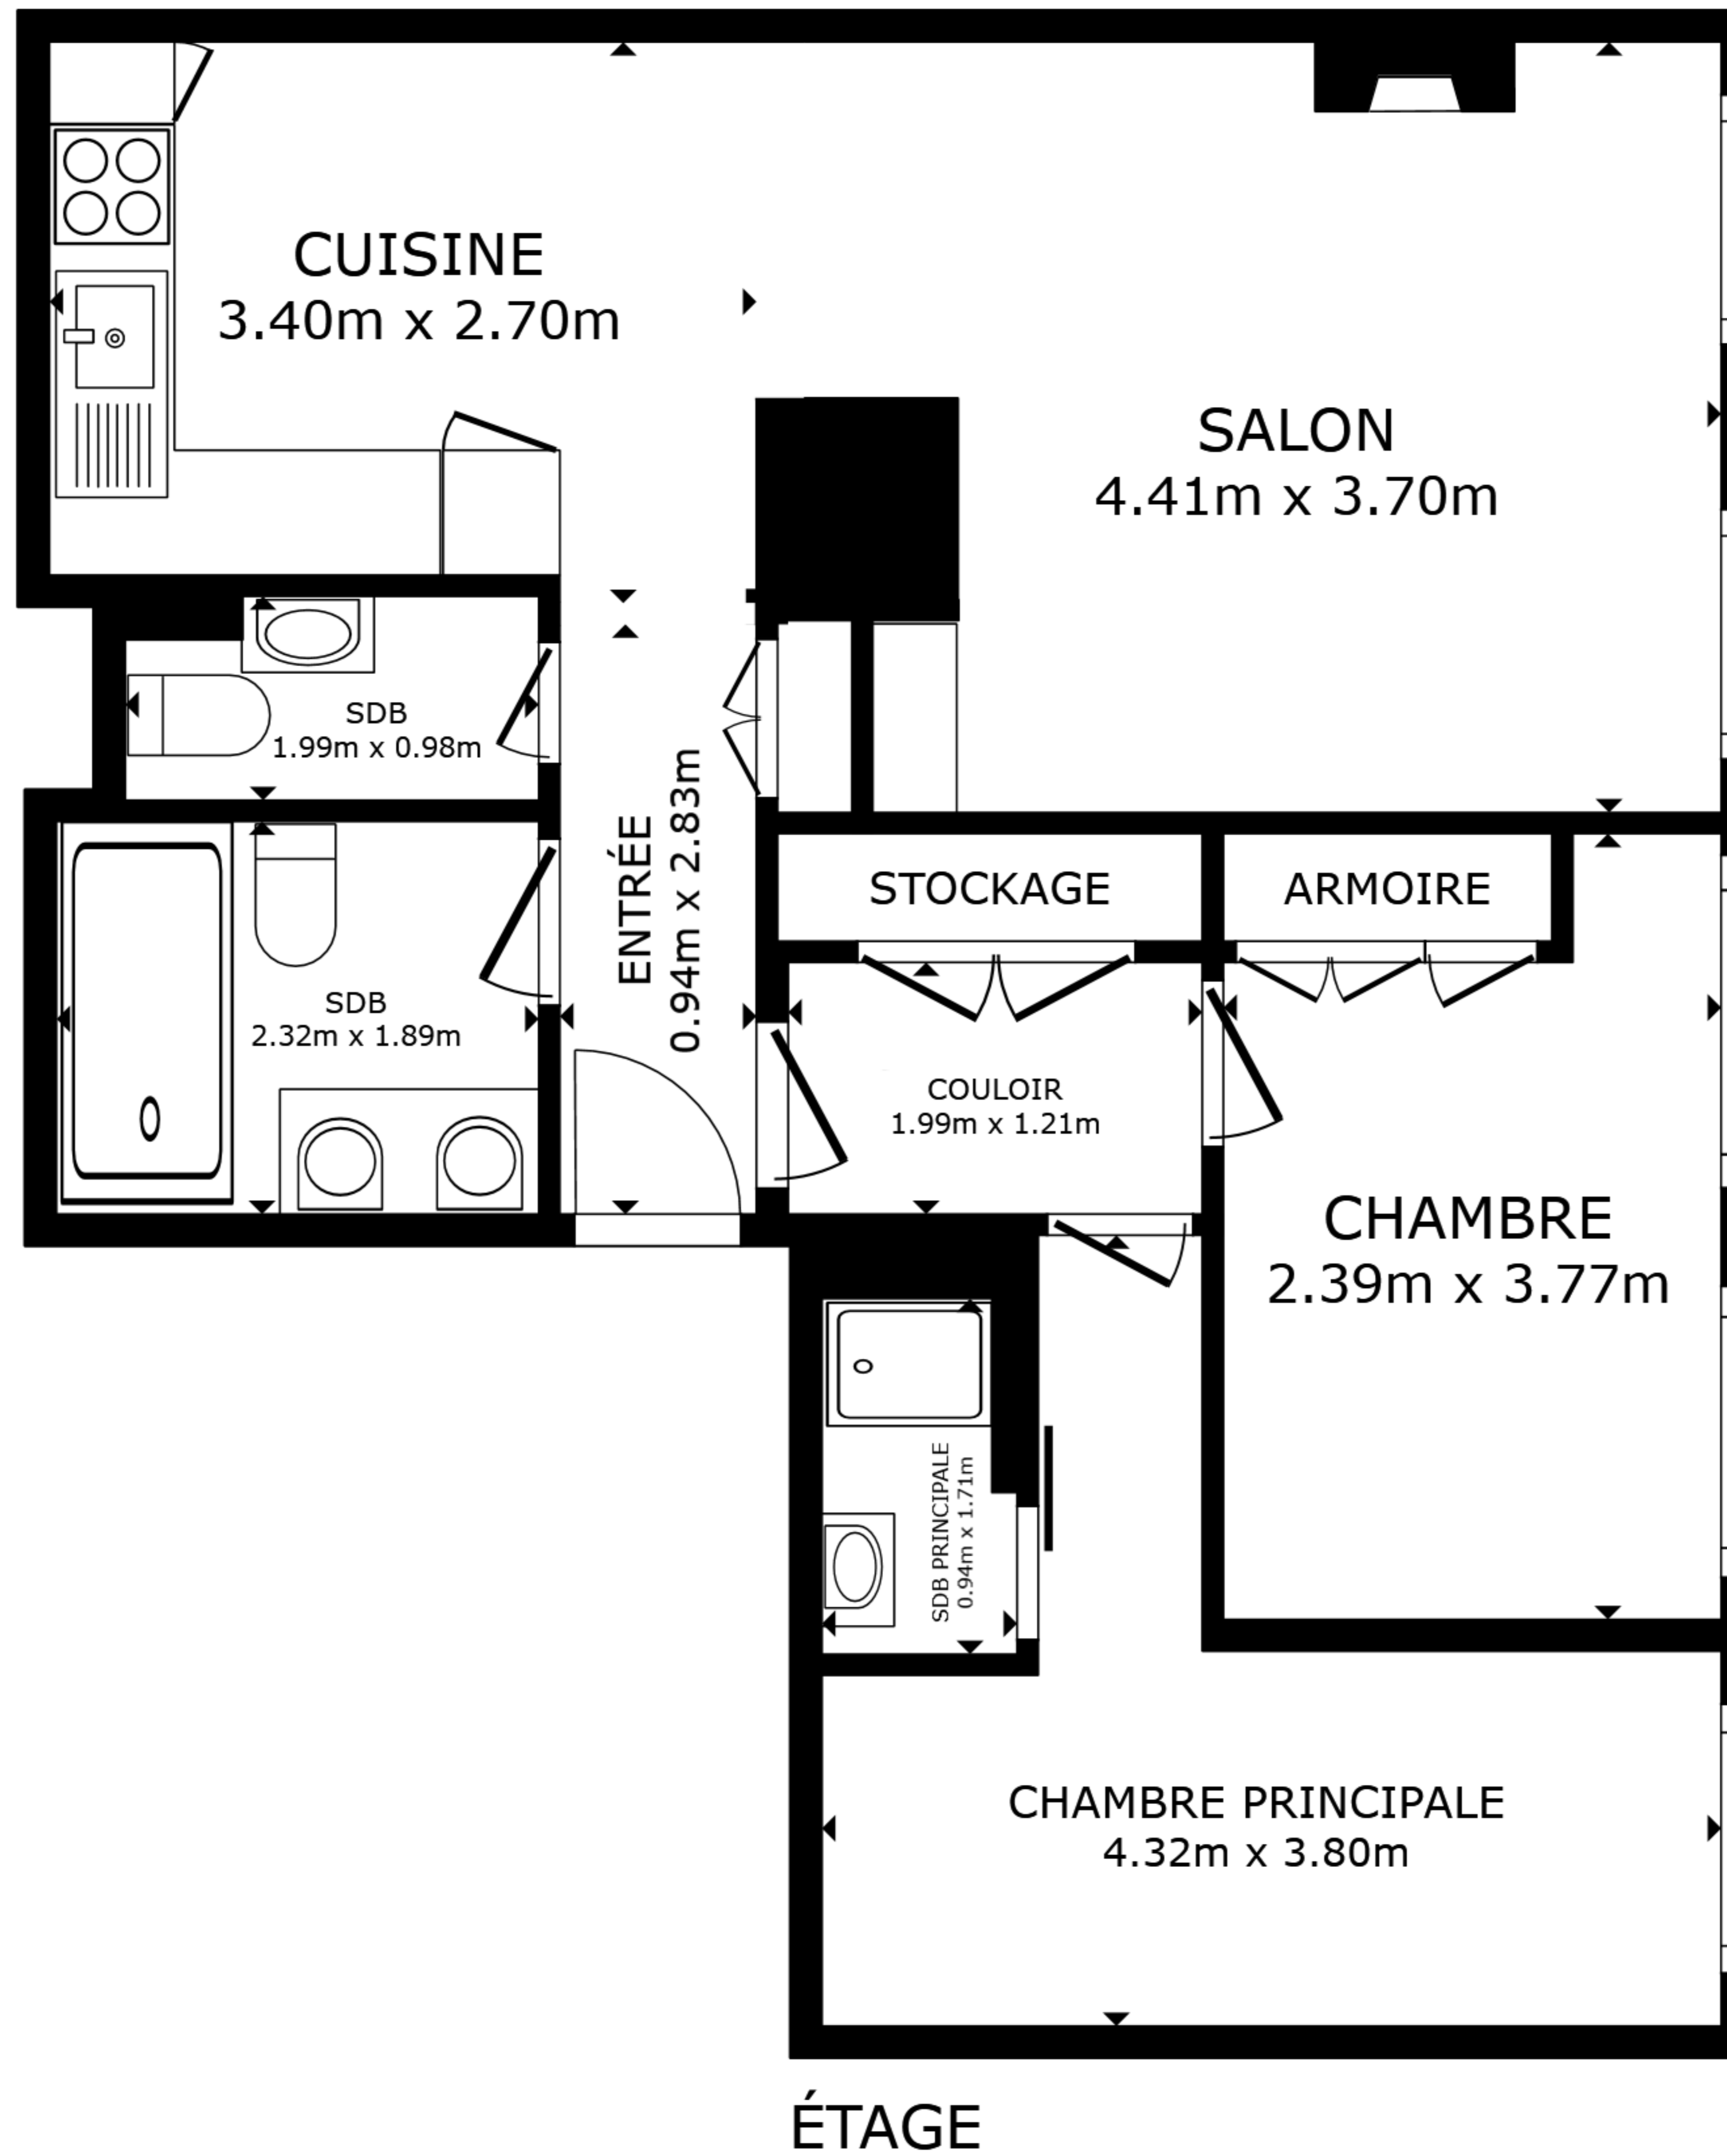 CUISINE
3.40m x 2.70m
SALON
4.41m x 3.70m
SDB
1.99m x 0.98m
ENTRÉE
0.94m x 2.83m
STOCKAGE
ARMOIRE
SDB
2.32m x 1.89m
COULOIR
1.99m x 1.21m
CHAMBRE
2.39m x 3.77m
SDB PRINCIPALE
0.94m x 1.71m
CHAMBRE PRINCIPALE
4.32m x 3.80m
ÉTAGE